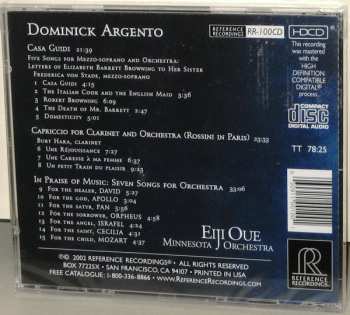 DOMINICK ARGENTO
REFERENCE RECORDINGS
RR-100CD
HDCD
This recording
was mastered
with the
HIGH
DEFINITION
COMPATIBLE
DIGITAL®
process.
COMPACT
disc
DIGITAL AUDIO
TT 78:25
CASA GUIDI 21:39
FIVE SONGS FOR MEZZO-SOPRANO AND ORCHESTRA:
LETTERS OF ELIZABETH BARRETT BROWNING TO HER SISTER
FREDERICA VON STADE, MEZZO-SOPRANO
1 CASA GUIDI 4:15
2 THE ITALIAN COOK AND THE ENGLISH MAID 3:36
3 ROBERT BROWNING 6:09
4 THE DEATH OF MR. BARRETT 2:47
5 DOMESTICITY 5:01
CAPRICCIO FOR CLARINET AND ORCHESTRA (ROSSINI IN PARIS) 23:33
BURT HARA, CLARINET
6 UNE RÉJOUISSANCE 7:27
7 UNE CARESSE À MA FEMME 6:37
8 UN PETIT TRAIN DU PLAISIR 9:23
IN PRAISE OF MUSIC: SEVEN SONGS FOR ORCHESTRA 33:06
9 FOR THE HEALER, DAVID 5:27
10 FOR THE GOD, APOLLO 5:04
11 FOR THE SATYR, PAN 3:58
12 FOR THE SORROWER, ORPHEUS 4:58
13 FOR THE ANGEL, ISRAFEL 4:24
14 FOR THE SAINT, CECILIA 4:31
15 FOR THE CHILD, MOZART 4:37
EIJI OUE
MINNESOTA ORCHESTRA
© 2002 REFERENCE RECORDINGS® • ALL RIGHTS RESERVED
BOX 77225X • SAN FRANCISCO, CA 94107 • PRINTED IN USA
FREE CATALOGUE: 1-800-336-8866 • WWW.REFERENCERECORDINGS.COM
RR
REFERENCE
RECORDINGS